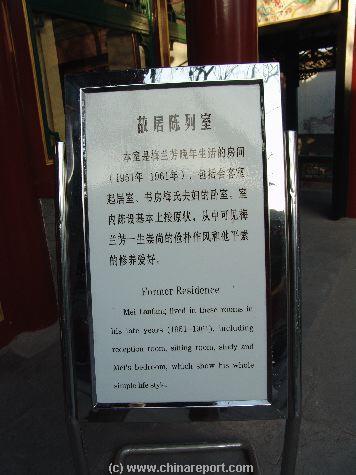 故居陈列室
本室是梅兰芳晚年生活的房间
(1951年 1961年)，包括会客室
起居室、书房梅氏夫妇的卧室，室
内陈设基本上按原状，从中可见梅
兰芳一生崇尚的俭朴作风和他平素
的修养爱好。
Former Residence
Mei Lanfang lived in these rooms in
his late years (1951-1961), including
reception room, sitting room, study and
Mei's bedroom, which show his whole
simple life style.
(c) www.chinareport.com